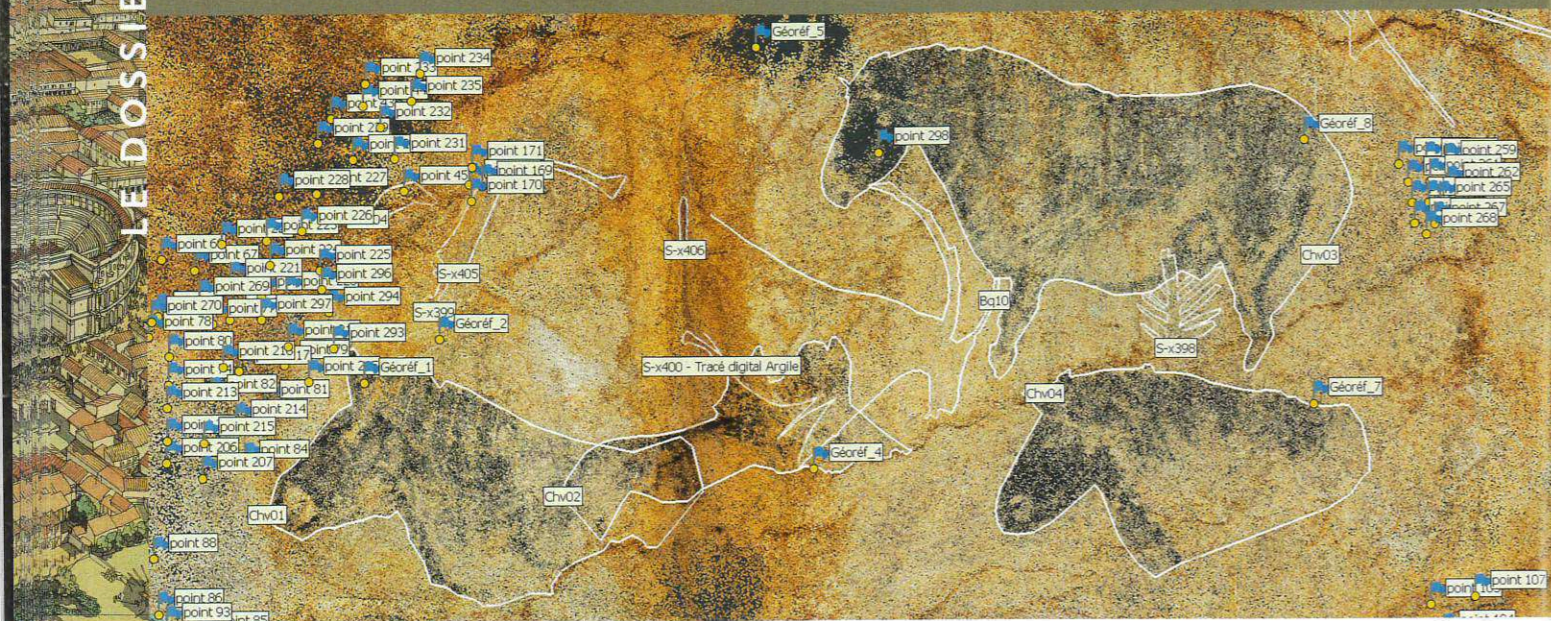 LE DOSSIE
Géoréf_5
point 234
point 235
point 232
point 231
point 171
point 169
point 170
point 45
point 228
227
point 226
point 225
point 67
point 221
point 296
point 269
point 294
point 270
point 297
point 78
point 293
point 80
Géoréf_1
Géoréf_2
point 213
point 81
point 214
point 215
point 206
point 84
point 207
point 88
point 86
point 93
S-x405
S-x399
S-x406
S-x400 - Tracé digital Argile
Géoréf_4
Chv01
Chv02
point 298
Géoréf_8
Chv03
Bq10
S-x398
Chv04
Géoréf_7
point 259
point 262
point 265
point 268
point 107